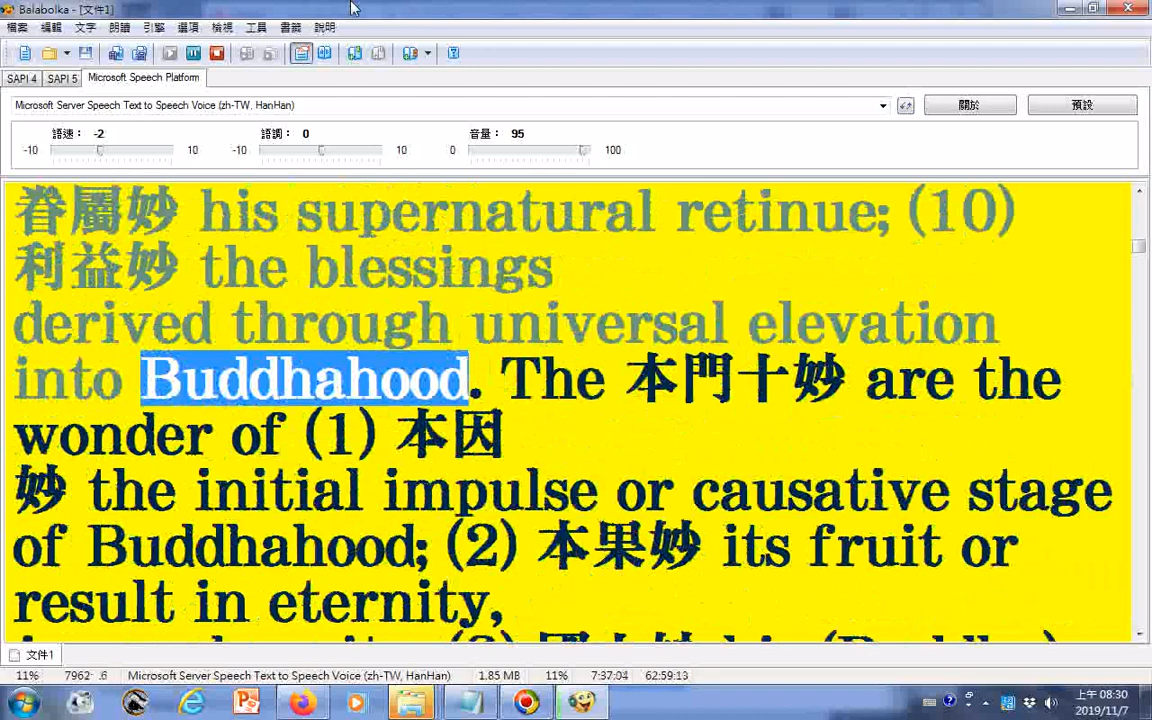 Balabolka - [文件1]
檔案 編輯 文字 朗讀 引擎 選項 檢視 工具 書籤 說明
SAPI 4 SAPI 5 Microsoft Speech Platform
Microsoft Server Speech Text to Speech Voice (zh-TW, HanHan) 關於 預設
語速： -2 語調： 0 音量： 95
-10 10 -10 10 0 100
眷屬妙 his supernatural retinue; (10)
利益妙 the blessings
derived through universal elevation
into Buddhahood. The 本門十妙 are the
wonder of (1) 本因
妙 the initial impulse or causative stage
of Buddhahood; (2) 本果妙 its fruit or
result in eternity,
文件1
11% Microsoft Server Speech Text to Speech Voice (zh-TW, HanHan) 1.85 MB 11% 7:37:04 62:59:13
上午 08:30
2019/11/7